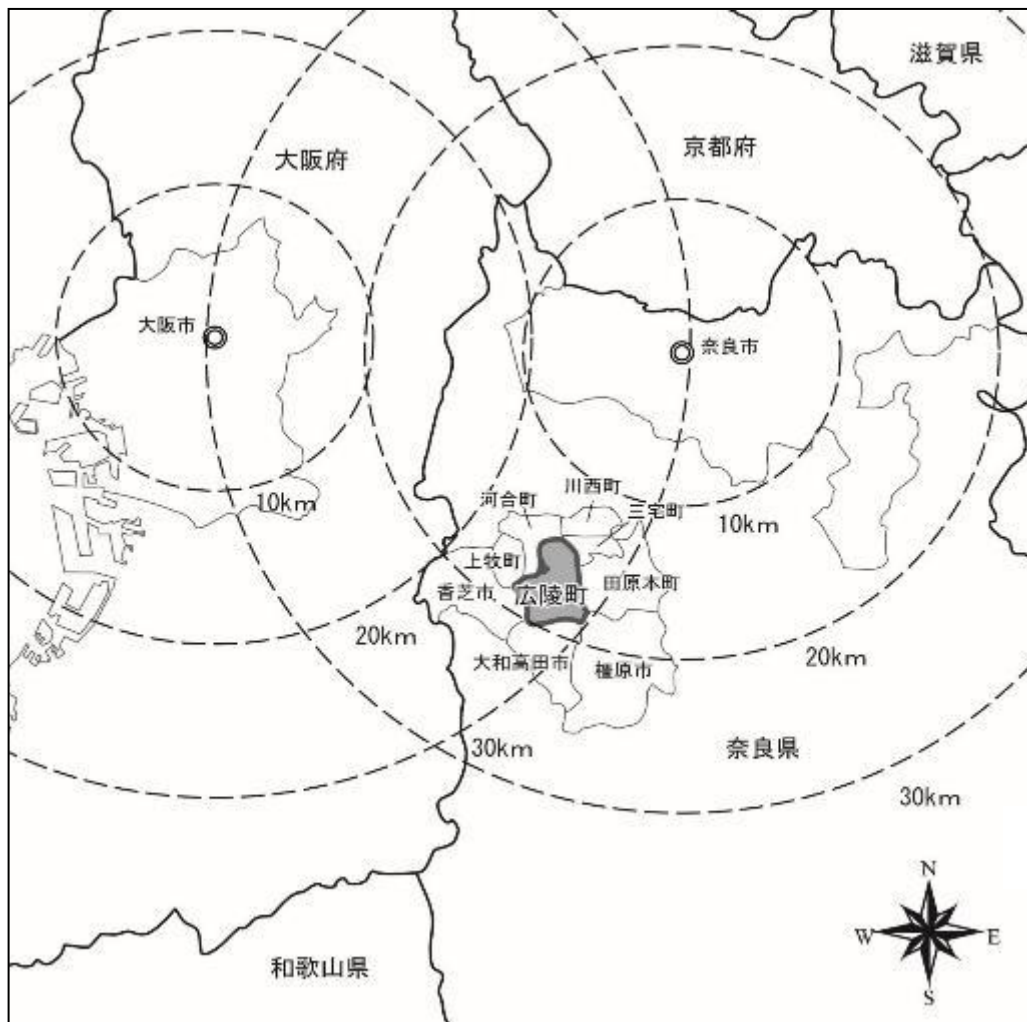 滋賀県
大阪府
京都府
大阪市
奈良市
10km
10km
河合町
川西町
三宅町
上牧町
香芝市
広陵町
田原本町
20km
20km
大和高田市
橿原市
30km
奈良県
30km
N
W
E
S
和歌山県